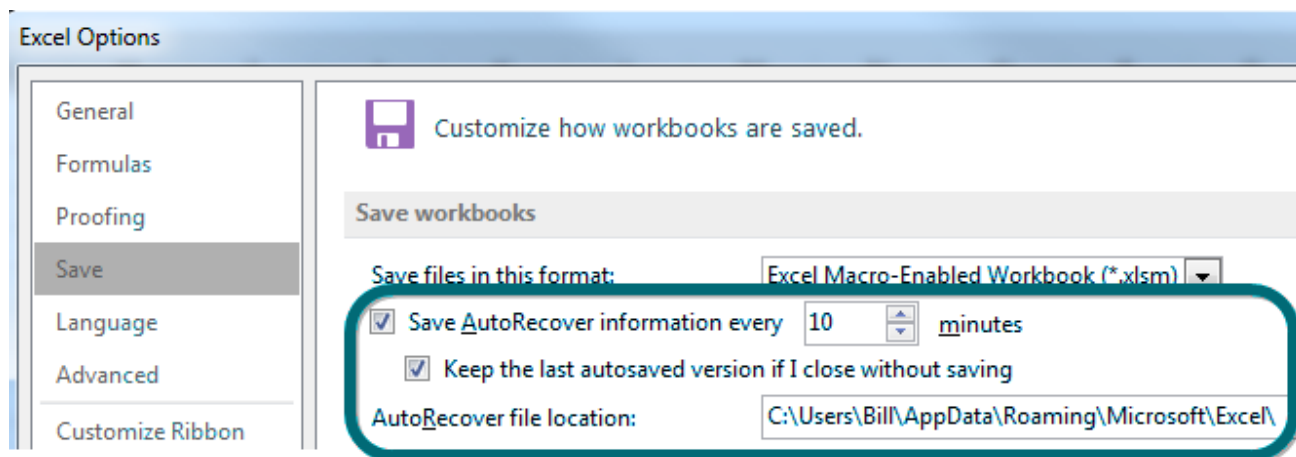 Excel Options
General
Formulas
Proofing
Save
Language
Advanced
Customize Ribbon
Customize how workbooks are saved.
Save workbooks
Save files in this format: Excel Macro-Enabled Workbook (*.xlsm)
Save AutoRecover information every 10 minutes
Keep the last autosaved version if I close without saving
AutoRecover file location: C:\Users\Bill\AppData\Roaming\Microsoft\Excel\